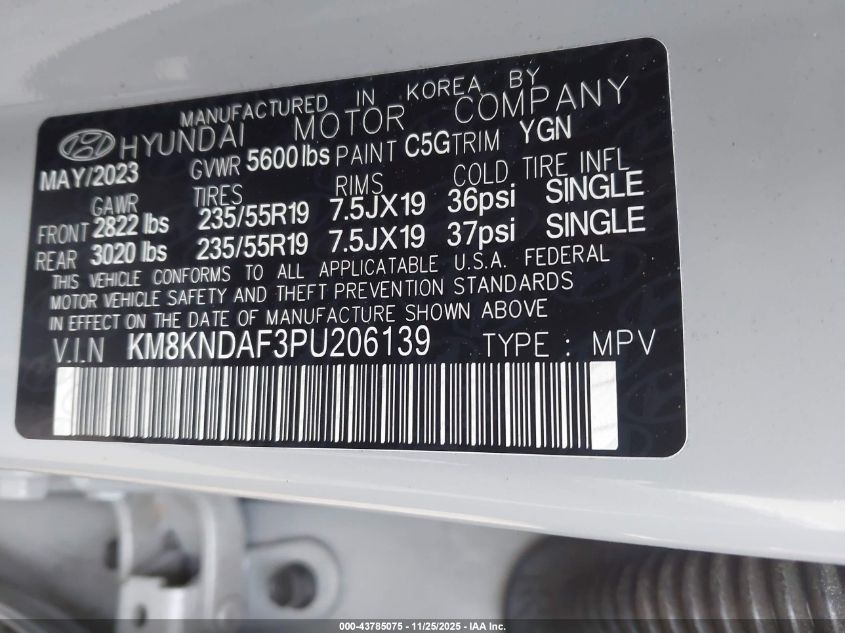 MANUFACTURED IN KOREA BY
HYUNDAI MOTOR COMPANY
MAY/2023 GVWR 5600 lbs PAINT C5G TRIM YGN
GAWR TIRES RIMS COLD TIRE INFL
FRONT 2822 lbs 235/55R19 7.5JX19 36psi SINGLE
REAR 3020 lbs 235/55R19 7.5JX19 37psi SINGLE
THIS VEHICLE CONFORMS TO ALL APPLICATABLE U.S.A. FEDERAL
MOTOR VEHICLE SAFETY AND THEFT PREVENTION STANDARDS
IN EFFECT ON THE DATE OF MANUFACTURE SHOWN ABOVE
V.I.N KM8KNDAF3PU206139 TYPE : MPV
000-43785075 - 11/25/2025 - IAA Inc.